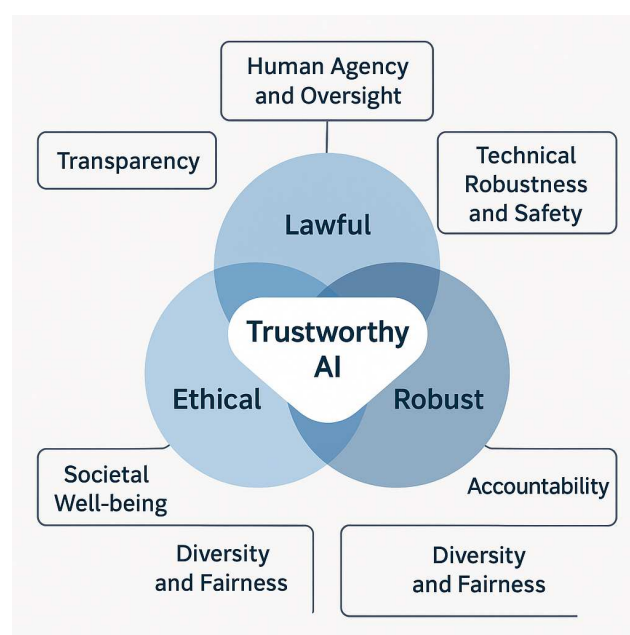 Human Agency
and Oversight
Transparency
Technical
Robustness
and Safety
Lawful
Trustworthy
AI
Ethical
Robust
Societal
Well-being
Accountability
Diversity
and Fairness
Diversity
and Fairness